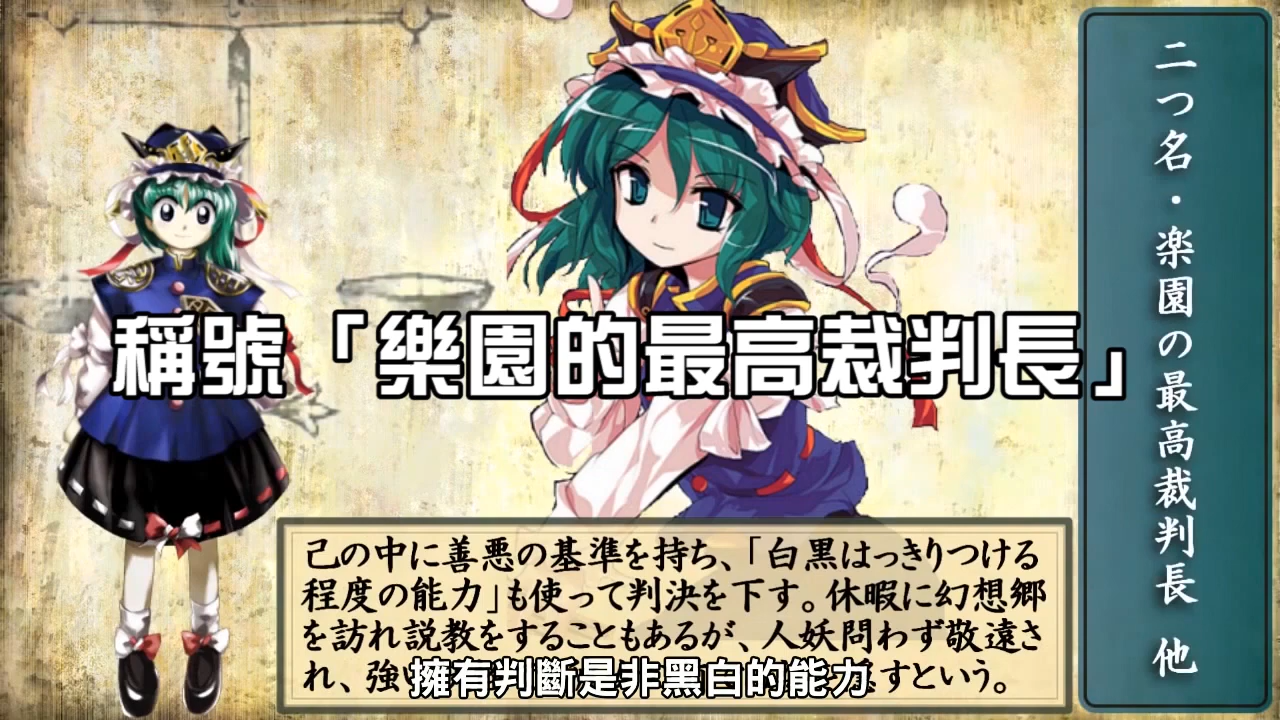 二つ名・楽園の最高裁判長 他
稱號「樂園的最高裁判長」
己の中に善悪の基準を持ち、「白黒はっきりつける
程度の能力」も使って判決を下す。休暇に幻想郷
を訪れ説教をすることもあるが、人妖問わず敬遠さ
れ、強 すという。
擁有判斷是非黑白的能力